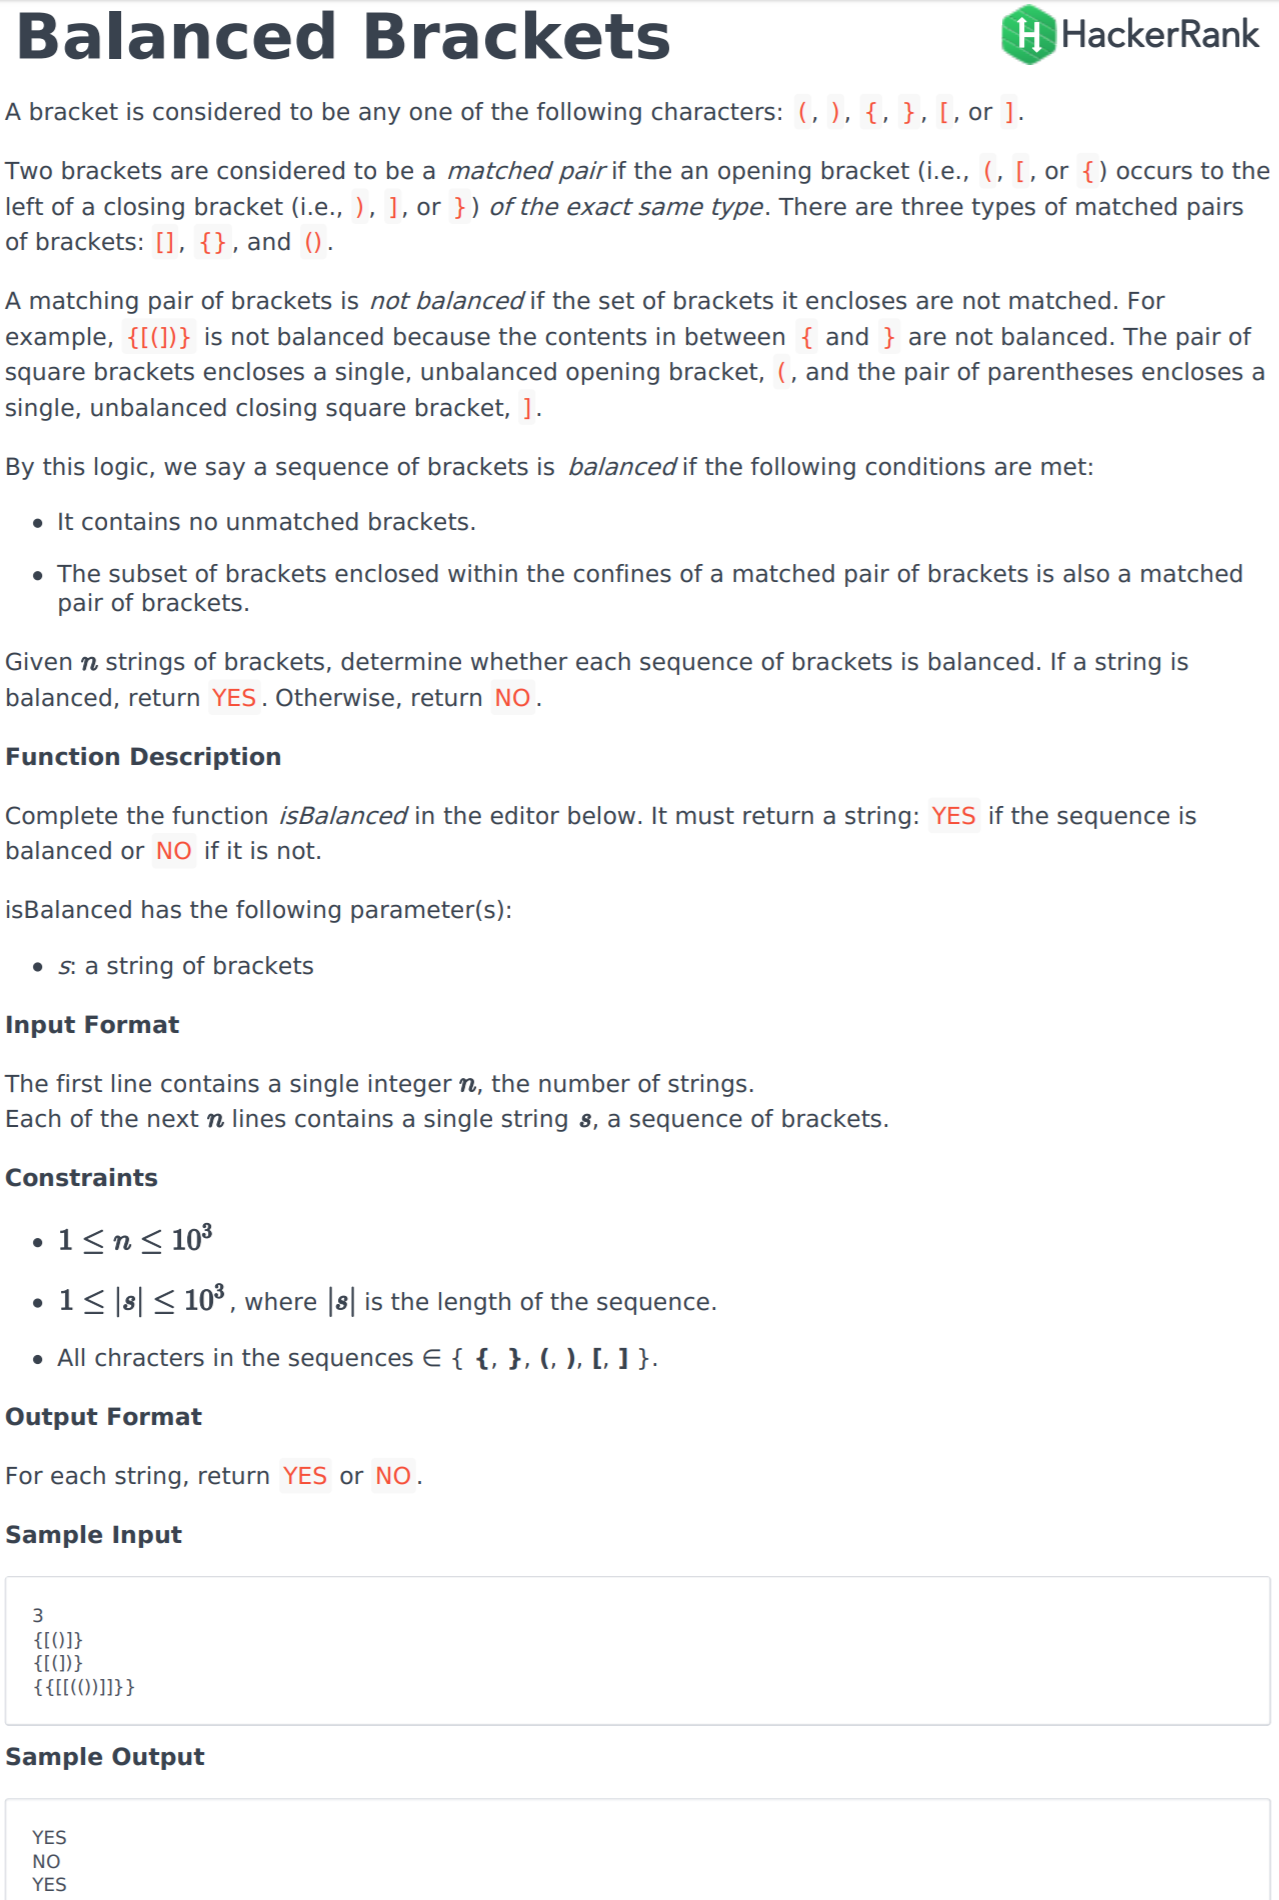 Balanced Brackets
HackerRank
A bracket is considered to be any one of the following characters: (, ), {, }, [, or ].
Two brackets are considered to be a matched pair if the an opening bracket (i.e., (, [, or {) occurs to the
left of a closing bracket (i.e., ), ], or }) of the exact same type. There are three types of matched pairs
of brackets: [], {}, and ().
A matching pair of brackets is not balanced if the set of brackets it encloses are not matched. For
example, {[(])} is not balanced because the contents in between { and } are not balanced. The pair of
square brackets encloses a single, unbalanced opening bracket, (, and the pair of parentheses encloses a
single, unbalanced closing square bracket, ].
By this logic, we say a sequence of brackets is balanced if the following conditions are met:
• It contains no unmatched brackets.
• The subset of brackets enclosed within the confines of a matched pair of brackets is also a matched
pair of brackets.
Given n strings of brackets, determine whether each sequence of brackets is balanced. If a string is
balanced, return YES. Otherwise, return NO.
Function Description
Complete the function isBalanced in the editor below. It must return a string: YES if the sequence is
balanced or NO if it is not.
isBalanced has the following parameter(s):
• s: a string of brackets
Input Format
The first line contains a single integer n, the number of strings.
Each of the next n lines contains a single string s, a sequence of brackets.
Constraints
• 1 ≤ n ≤ 10³
• 1 ≤ |s| ≤ 10³, where |s| is the length of the sequence.
• All chracters in the sequences ∈ { {, }, (, ), [, ] }.
Output Format
For each string, return YES or NO.
Sample Input
3
{[()]}
{[(])}
{{[[(())]]}}
Sample Output
YES
NO
YES